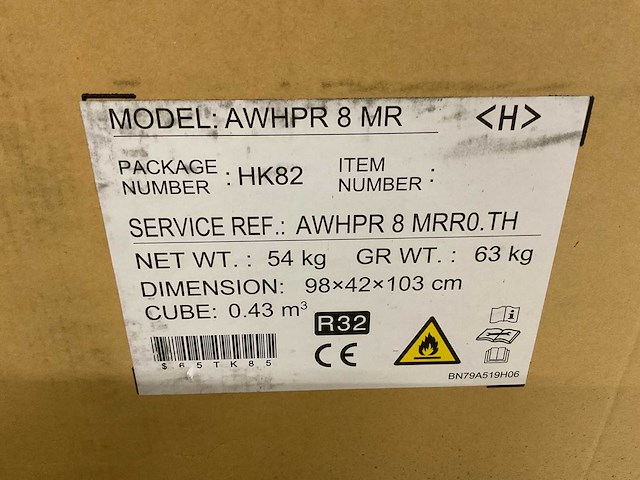 MODEL: AWHPR 8 MR <H>
PACKAGE NUMBER : HK82 ITEM NUMBER :
SERVICE REF.: AWHPR 8 MRR0.TH
NET WT. : 54 kg GR WT. : 63 kg
DIMENSION: 98×42×103 cm
CUBE: 0.43 m³
R32
CE
$65TK85
BN79A519H06